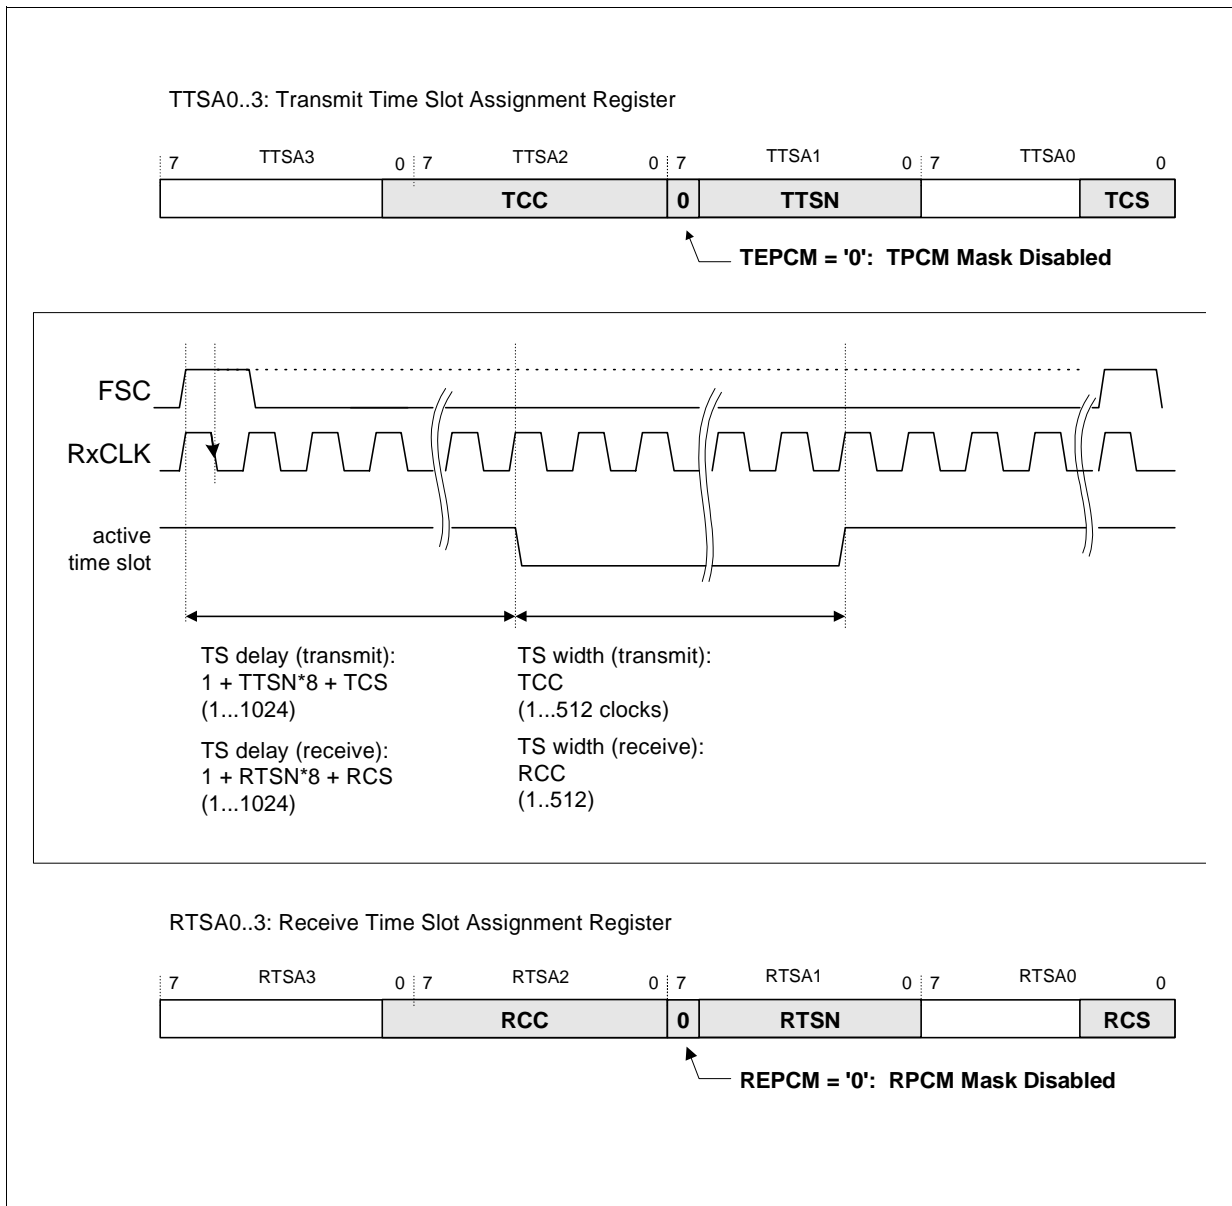 TTSA0..3: Transmit Time Slot Assignment Register
7 TTSA3 0 7 TTSA2 0 7 TTSA1 0 7 TTSA0 0
TCC 0 TTSN TCS
TEPCM = '0': TPCM Mask Disabled
FSC
RxCLK
active
time slot
TS delay (transmit):
1 + TTSN*8 + TCS
(1...1024)
TS width (transmit):
TCC
(1...512 clocks)
TS delay (receive):
1 + RTSN*8 + RCS
(1...1024)
TS width (receive):
RCC
(1..512)
RTSA0..3: Receive Time Slot Assignment Register
7 RTSA3 0 7 RTSA2 0 7 RTSA1 0 7 RTSA0 0
RCC 0 RTSN RCS
REPCM = '0': RPCM Mask Disabled